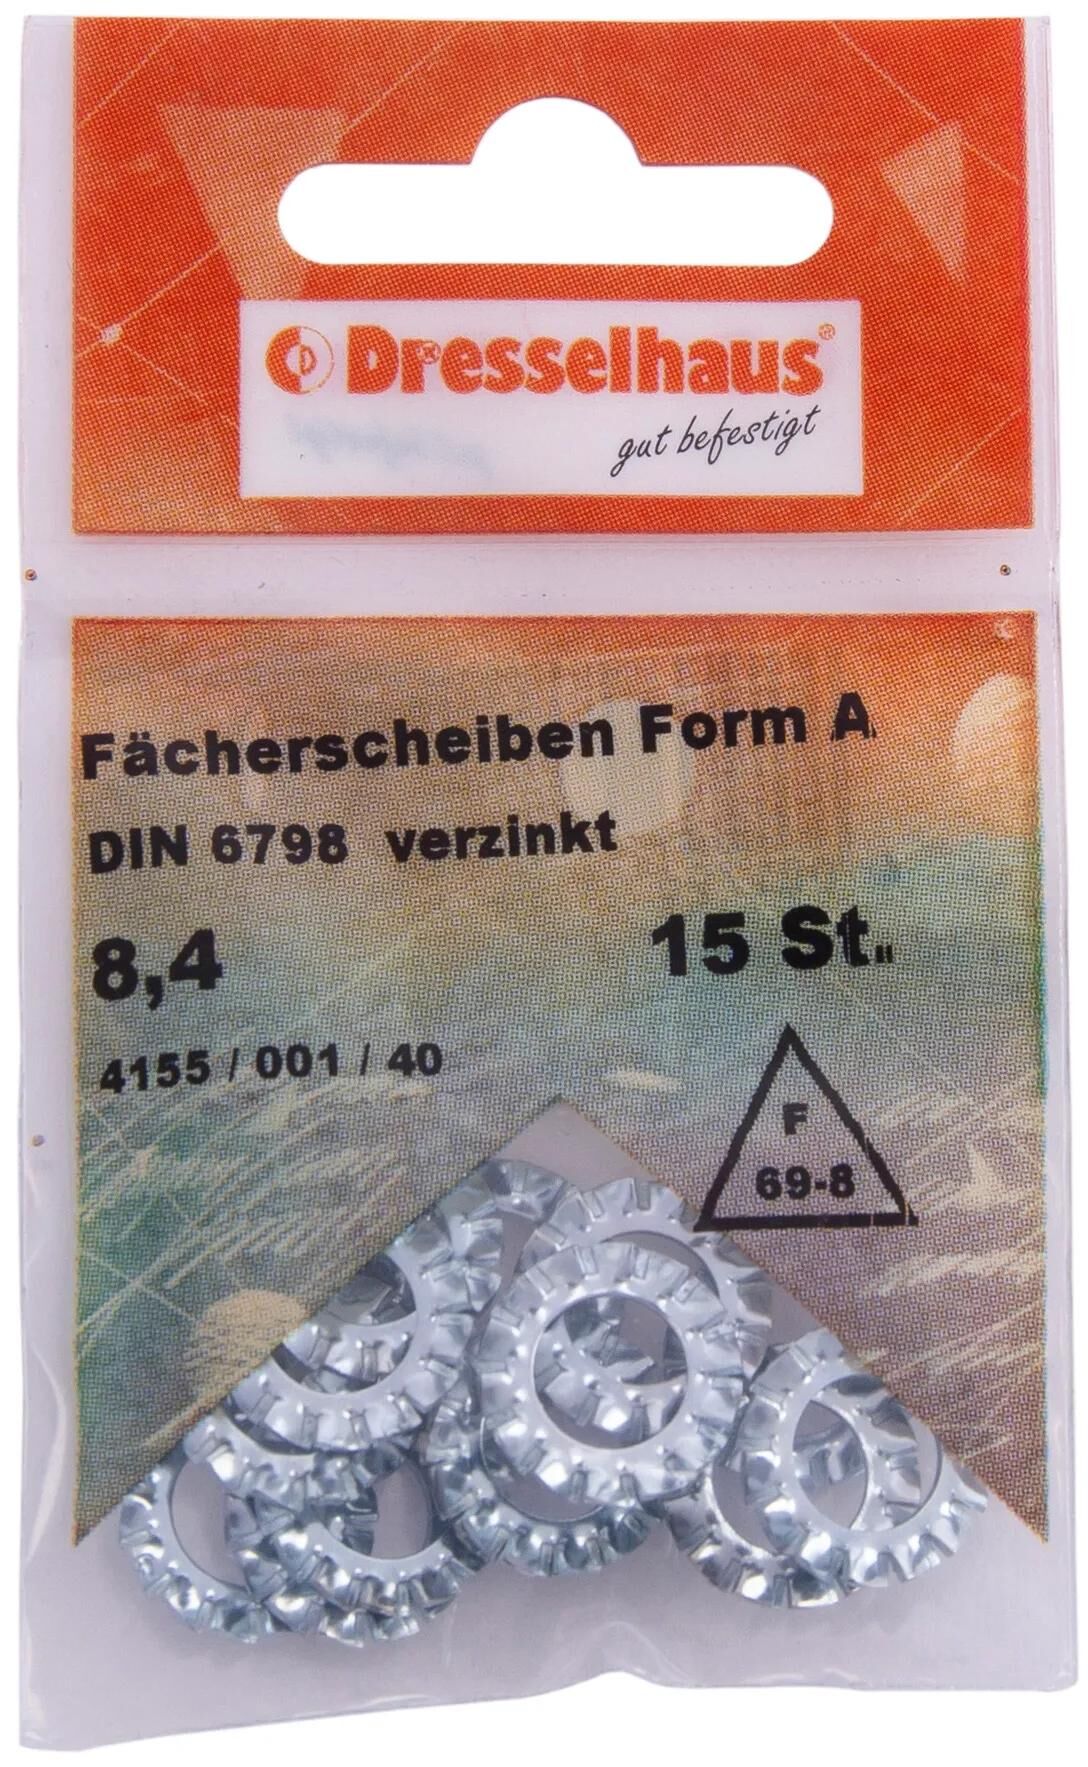 Dresselhaus®
gut befestigt
Fächerscheiben Form A
DIN 6798 verzinkt
8,4 15 St.
4155 / 001 / 40
F
69-8